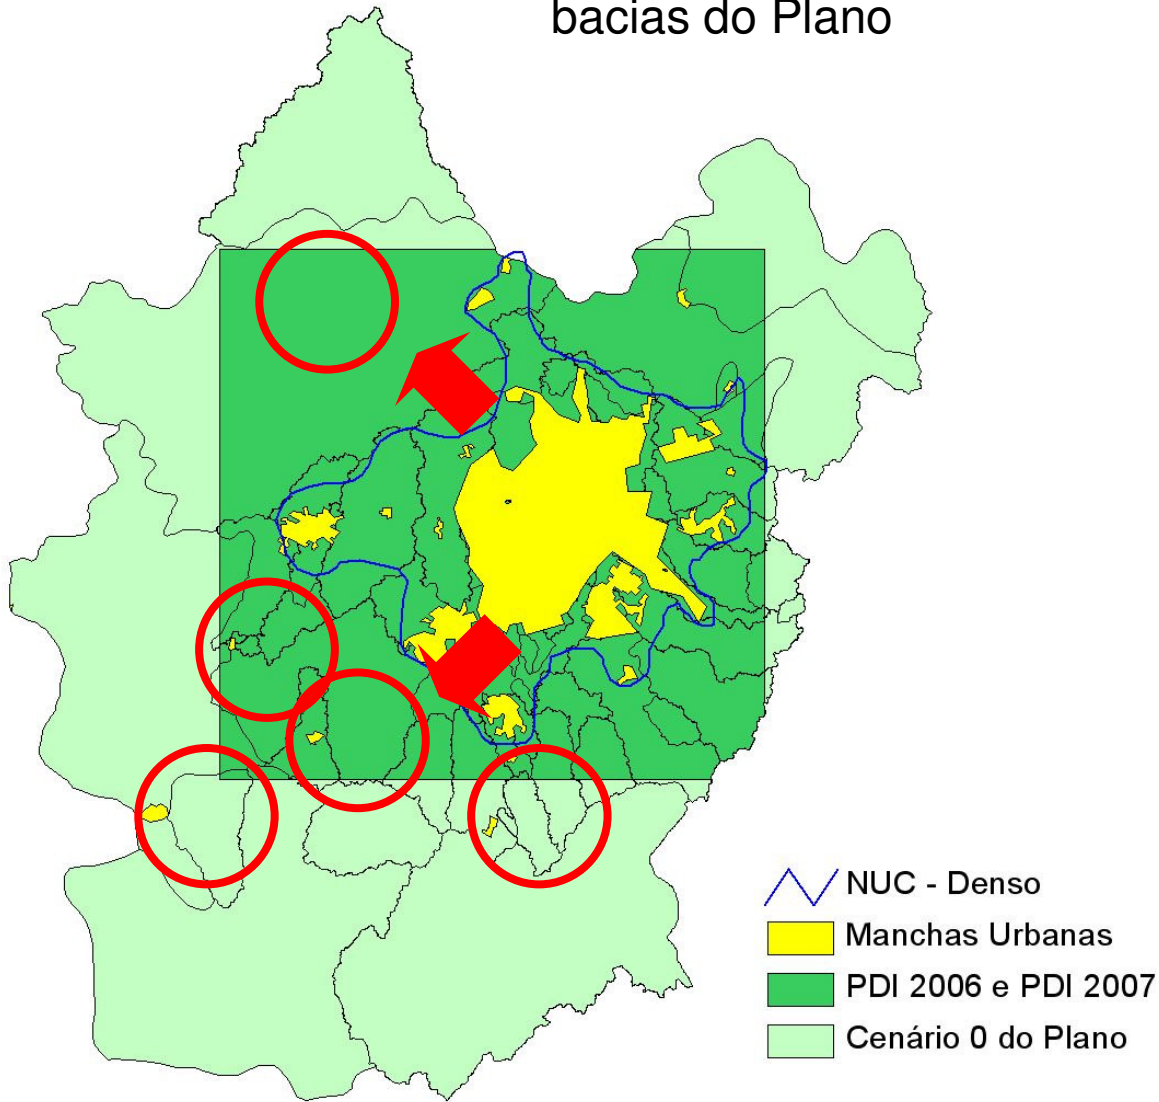 bacias do Plano
NUC - Denso
Manchas Urbanas
PDI 2006 e PDI 2007
Cenário 0 do Plano